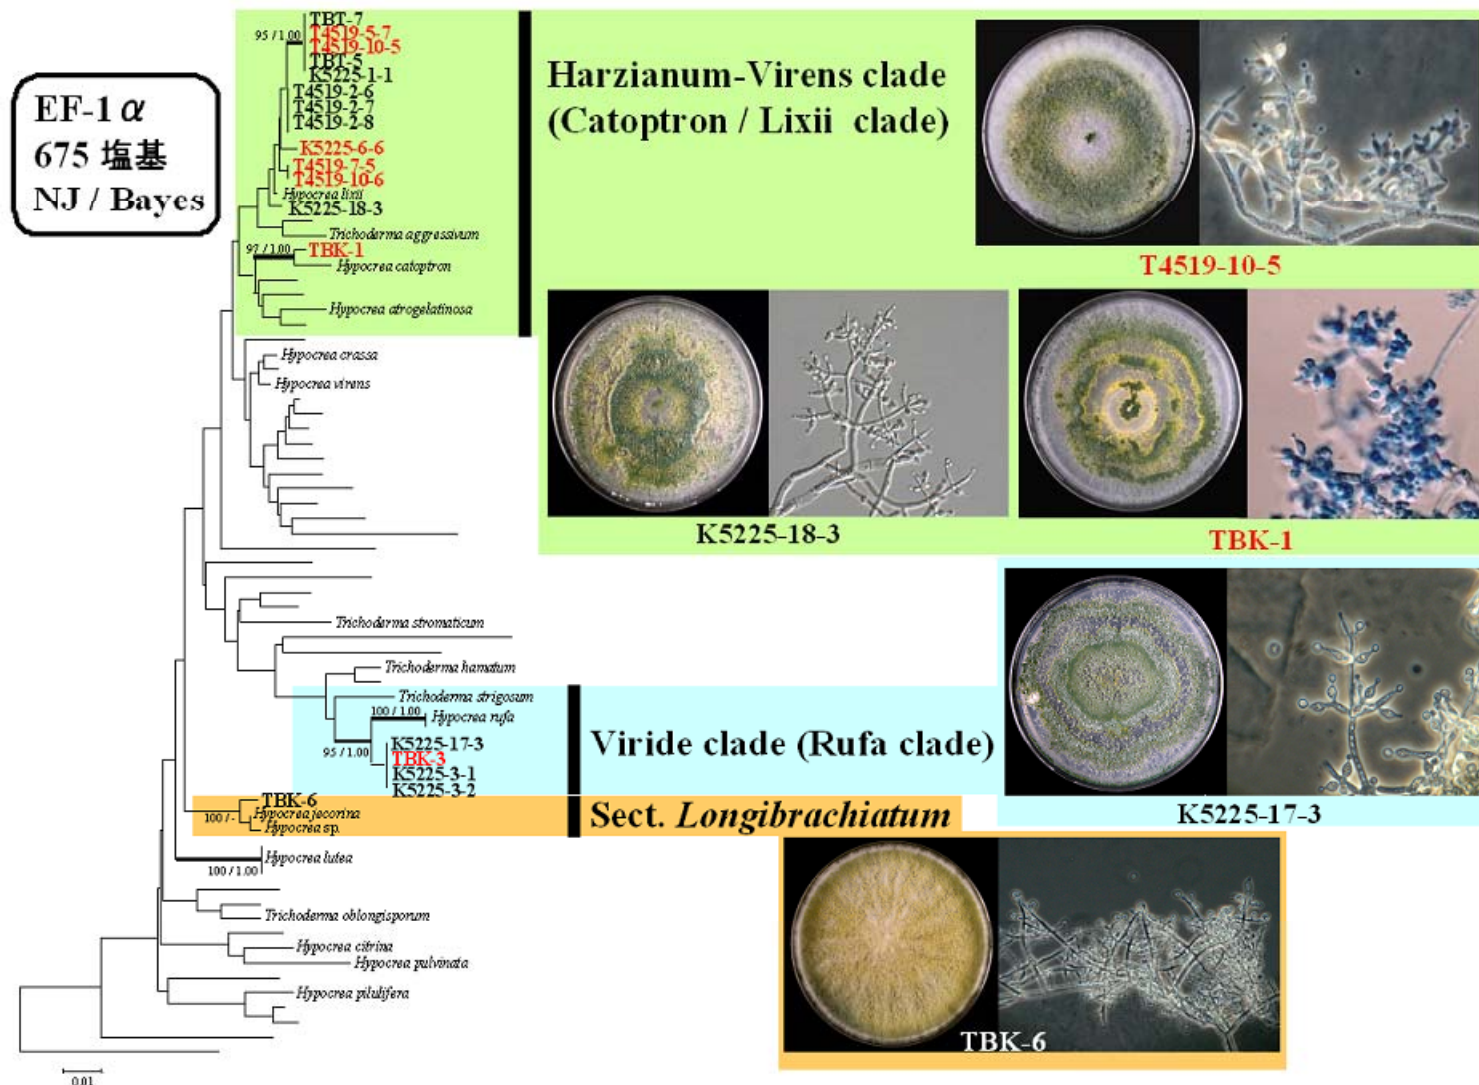 EF-1 α
675 塩基
NJ / Bayes
95 / 1.00
TBT-7
T4519-5-7
T4519-10-5
TBT-5
K5225-1-1
T4519-2-6
T4519-2-7
T4519-2-8
K5225-6-6
T4519-7-5
T4519-10-6
Hypocrea lixii
K5225-18-3
Trichoderma aggressivum
97 / 1.00
TBK-1
Hypocrea catoptron
Hypocrea atrogelatinosa
Harzianum-Virens clade
(Catoptron / Lixii clade)
T4519-10-5
K5225-18-3
TBK-1
Hypocrea crassa
Hypocrea virens
Trichoderma stromaticum
Trichoderma hamatum
Trichoderma strigosum
100 / 1.00
Hypocrea rufa
95 / 1.00
K5225-17-3
TBK-3
K5225-3-1
K5225-3-2
Viride clade (Rufa clade)
K5225-17-3
TBK-6
100 / -
Hypocrea jecorina
Hypocrea sp.
Sect. Longibrachiatum
TBK-6
Hypocrea lutea
100 / 1.00
Trichoderma oblongisporum
Hypocrea citrina
Hypocrea pulvinata
Hypocrea pilulifera
0.01